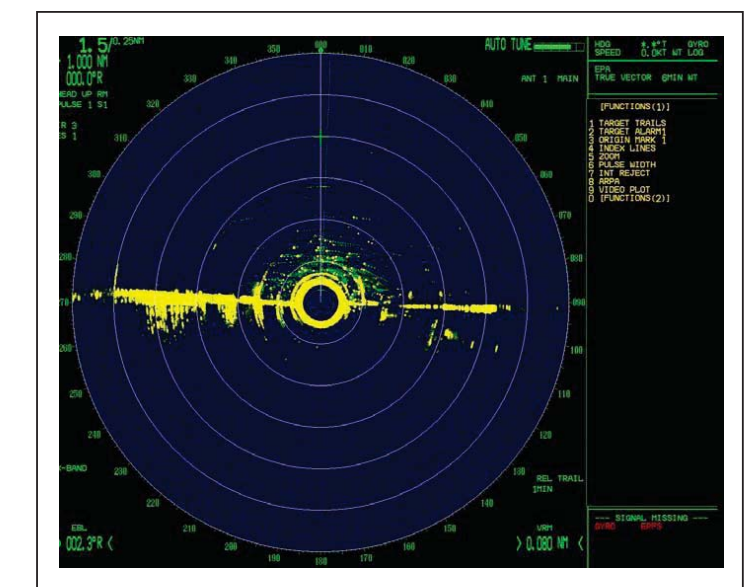 1.5/0.25NM
> 1.000 NM
000.0°R
HEAD UP RM
PULSE 1 S1
R 3
ES 1
AUTO TUNE
ANT 1 MAIN
HDG *.*°T GYRO
SPEED 0.0KT WT LOG
EPA
TRUE VECTOR 6MIN WT
[FUNCTIONS(1)]
1 TARGET TRAILS
2 TARGET ALARM1
3 ORIGIN MARK 1
4 INDEX LINES
5 ZOOM
6 PULSE WIDTH
7 INT REJECT
8 ARPA
9 VIDEO PLOT
0 [FUNCTIONS(2)]
350
000
010
330
030
320
040
310
050
300
060
290
070
280
080
270
090
260
100
250
110
240
120
230
130
220
140
210
150
200
160
190
180
170
X-BAND
REL TRAIL
1MIN
EBL
> 002.3°R <
VRM
> 0.080 NM <
--- SIGNAL MISSING ---
GYRO EPFS